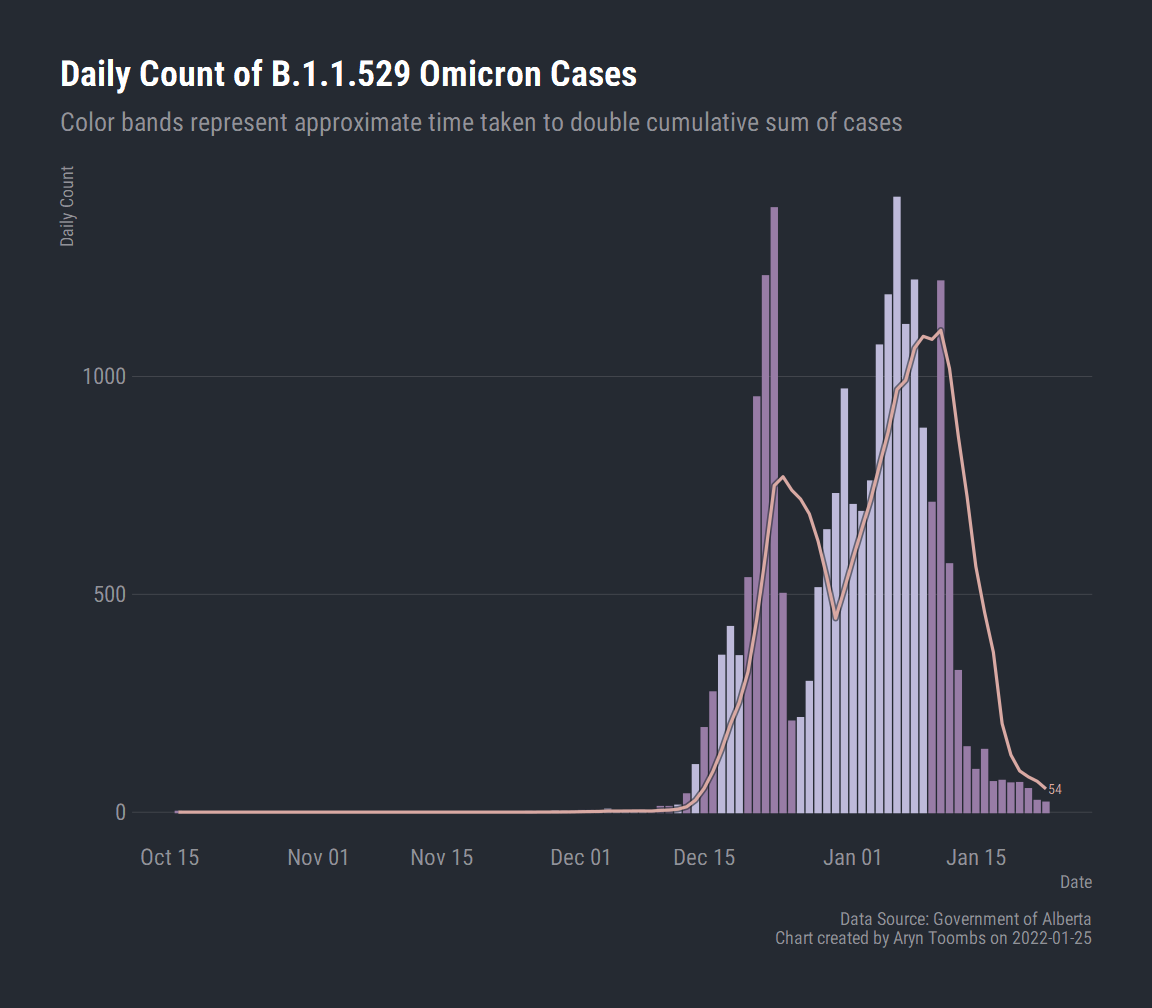 Daily Count of B.1.1.529 Omicron Cases
Color bands represent approximate time taken to double cumulative sum of cases
Daily Count
1000
500
0
54
Oct 15 Nov 01 Nov 15 Dec 01 Dec 15 Jan 01 Jan 15
Date
Data Source: Government of Alberta
Chart created by Aryn Toombs on 2022-01-25